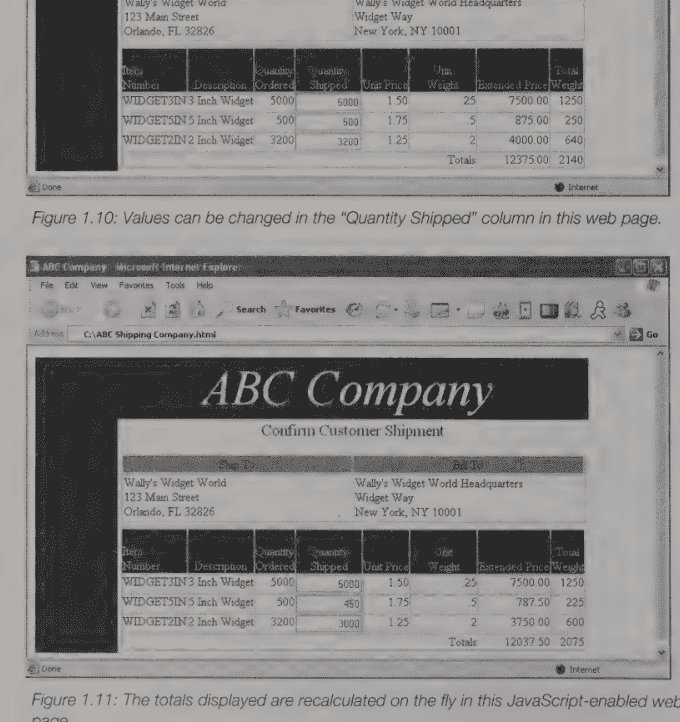 Wally's Widget World Wally's Widget World Headquarters
123 Main Street Widget Way
Orlando, FL 32826 New York, NY 10001
Item Quantity Quantity Unit Total
Number Description Ordered Shipped Unit Price Weight Extended Price Weight
WIDGET3IN 3 Inch Widget 5000 5000 1.50 .25 7500.00 1250
WIDGET5IN 5 Inch Widget 500 500 1.75 .5 875.00 250
WIDGET2IN 2 Inch Widget 3200 3200 1.25 .2 4000.00 640
Totals 12375.00 2140
Done Internet
Figure 1.10: Values can be changed in the "Quantity Shipped" column in this web page.
ABC Company Microsoft Internet Explorer
File Edit View Favorites Tools Help
Back Search Favorites
Address C:\ABC Shipping Company.html Go
ABC Company
Confirm Customer Shipment
Ship To Bill To
Wally's Widget World Wally's Widget World Headquarters
123 Main Street Widget Way
Orlando, FL 32826 New York, NY 10001
Item Quantity Quantity Unit Total
Number Description Ordered Shipped Unit Price Weight Extended Price Weight
WIDGET3IN 3 Inch Widget 5000 5000 1.50 .25 7500.00 1250
WIDGET5IN 5 Inch Widget 500 450 1.75 .5 787.50 225
WIDGET2IN 2 Inch Widget 3200 3000 1.25 .2 3750.00 600
Totals 12037.50 2075
Done Internet
Figure 1.11: The totals displayed are recalculated on the fly in this JavaScript-enabled web
page.